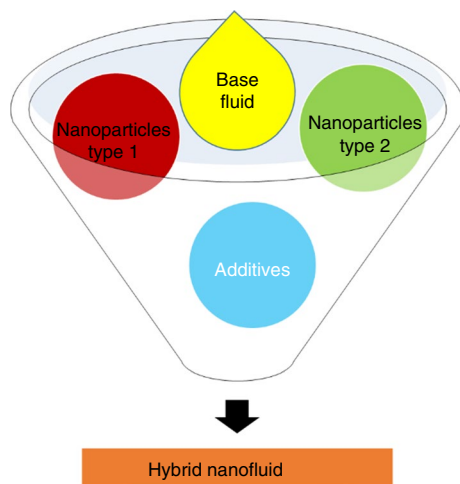 Base
fluid
Nanoparticles
type 1
Nanoparticles
type 2
Additives
Hybrid nanofluid